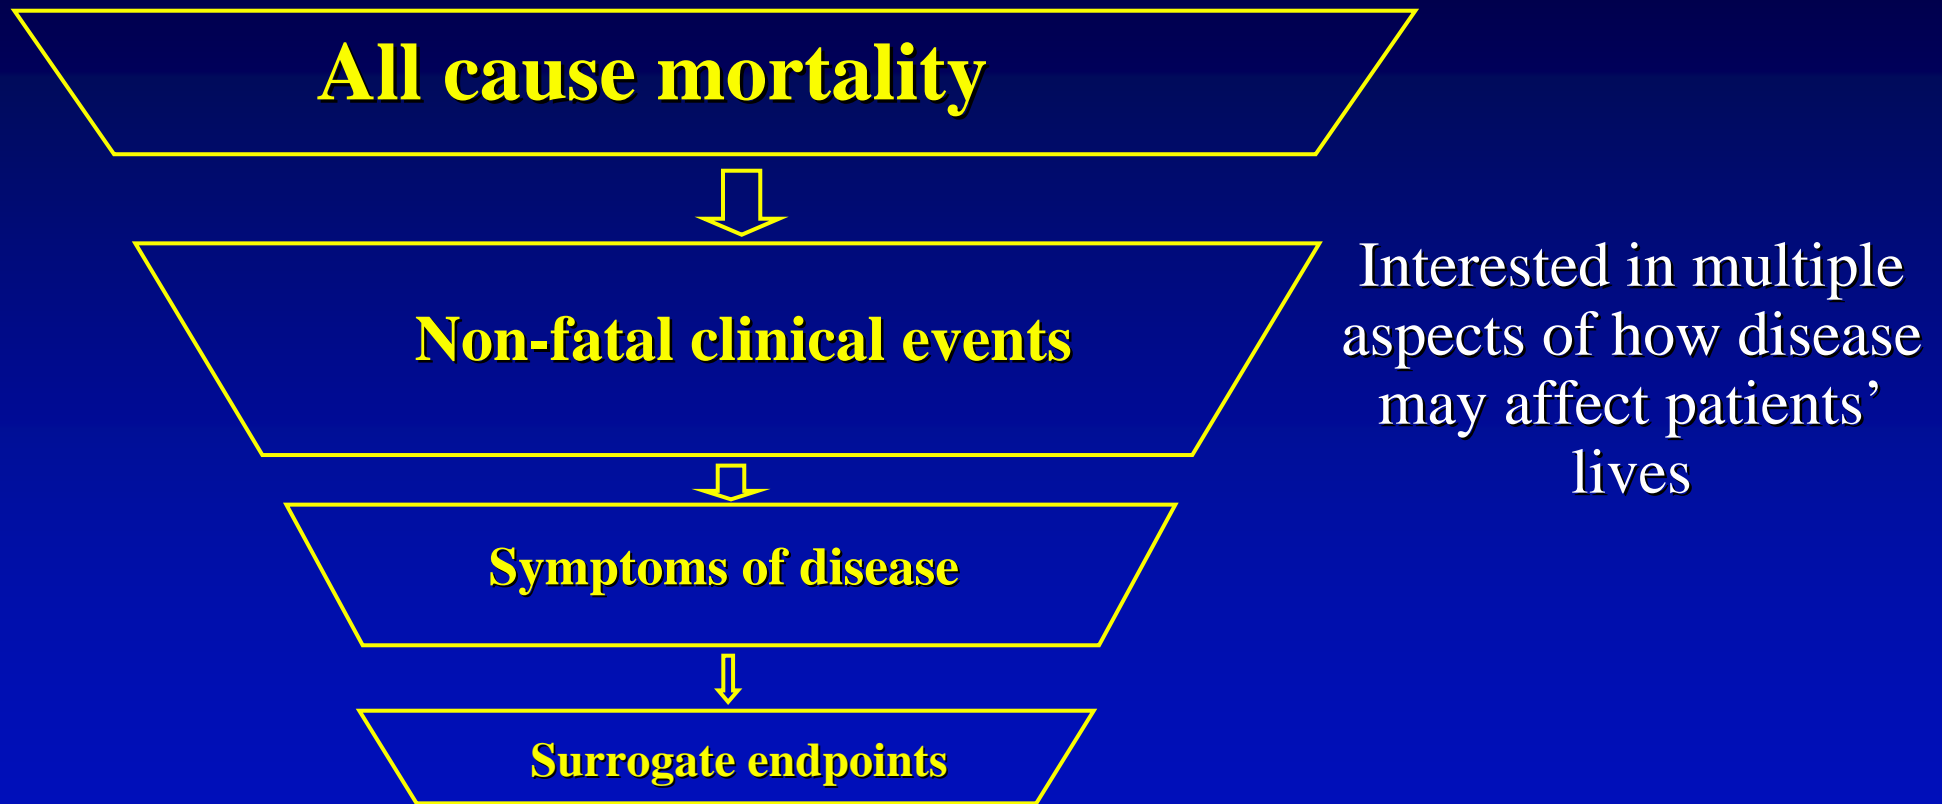 All cause mortality
Non-fatal clinical events
Interested in multiple
aspects of how disease
may affect patients’
lives
Symptoms of disease
Surrogate endpoints